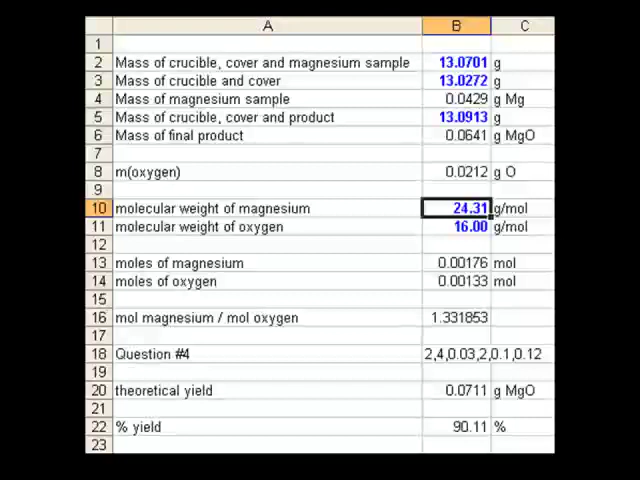 A B C
1
2 Mass of crucible, cover and magnesium sample 13.0701 g
3 Mass of crucible and cover 13.0272 g
4 Mass of magnesium sample 0.0429 g Mg
5 Mass of crucible, cover and product 13.0913 g
6 Mass of final product 0.0641 g MgO
7
8 m(oxygen) 0.0212 g O
9
10 molecular weight of magnesium 24.31 g/mol
11 molecular weight of oxygen 16.00 g/mol
12
13 moles of magnesium 0.00176 mol
14 moles of oxygen 0.00133 mol
15
16 mol magnesium / mol oxygen 1.331853
17
18 Question #4 2,4,0.03,2,0.1,0.12
19
20 theoretical yield 0.0711 g MgO
21
22 % yield 90.11 %
23